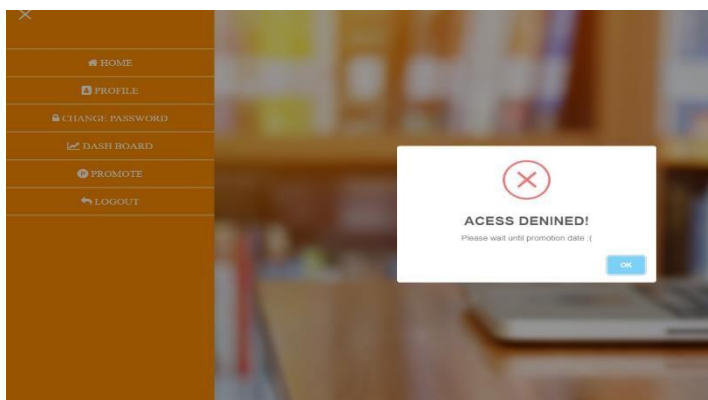 HOME
PROFILE
CHANGE PASSWORD
DASH BOARD
PROMOTE
LOGOUT
ACESS DENINED!
Please wait until promotion date :(
OK